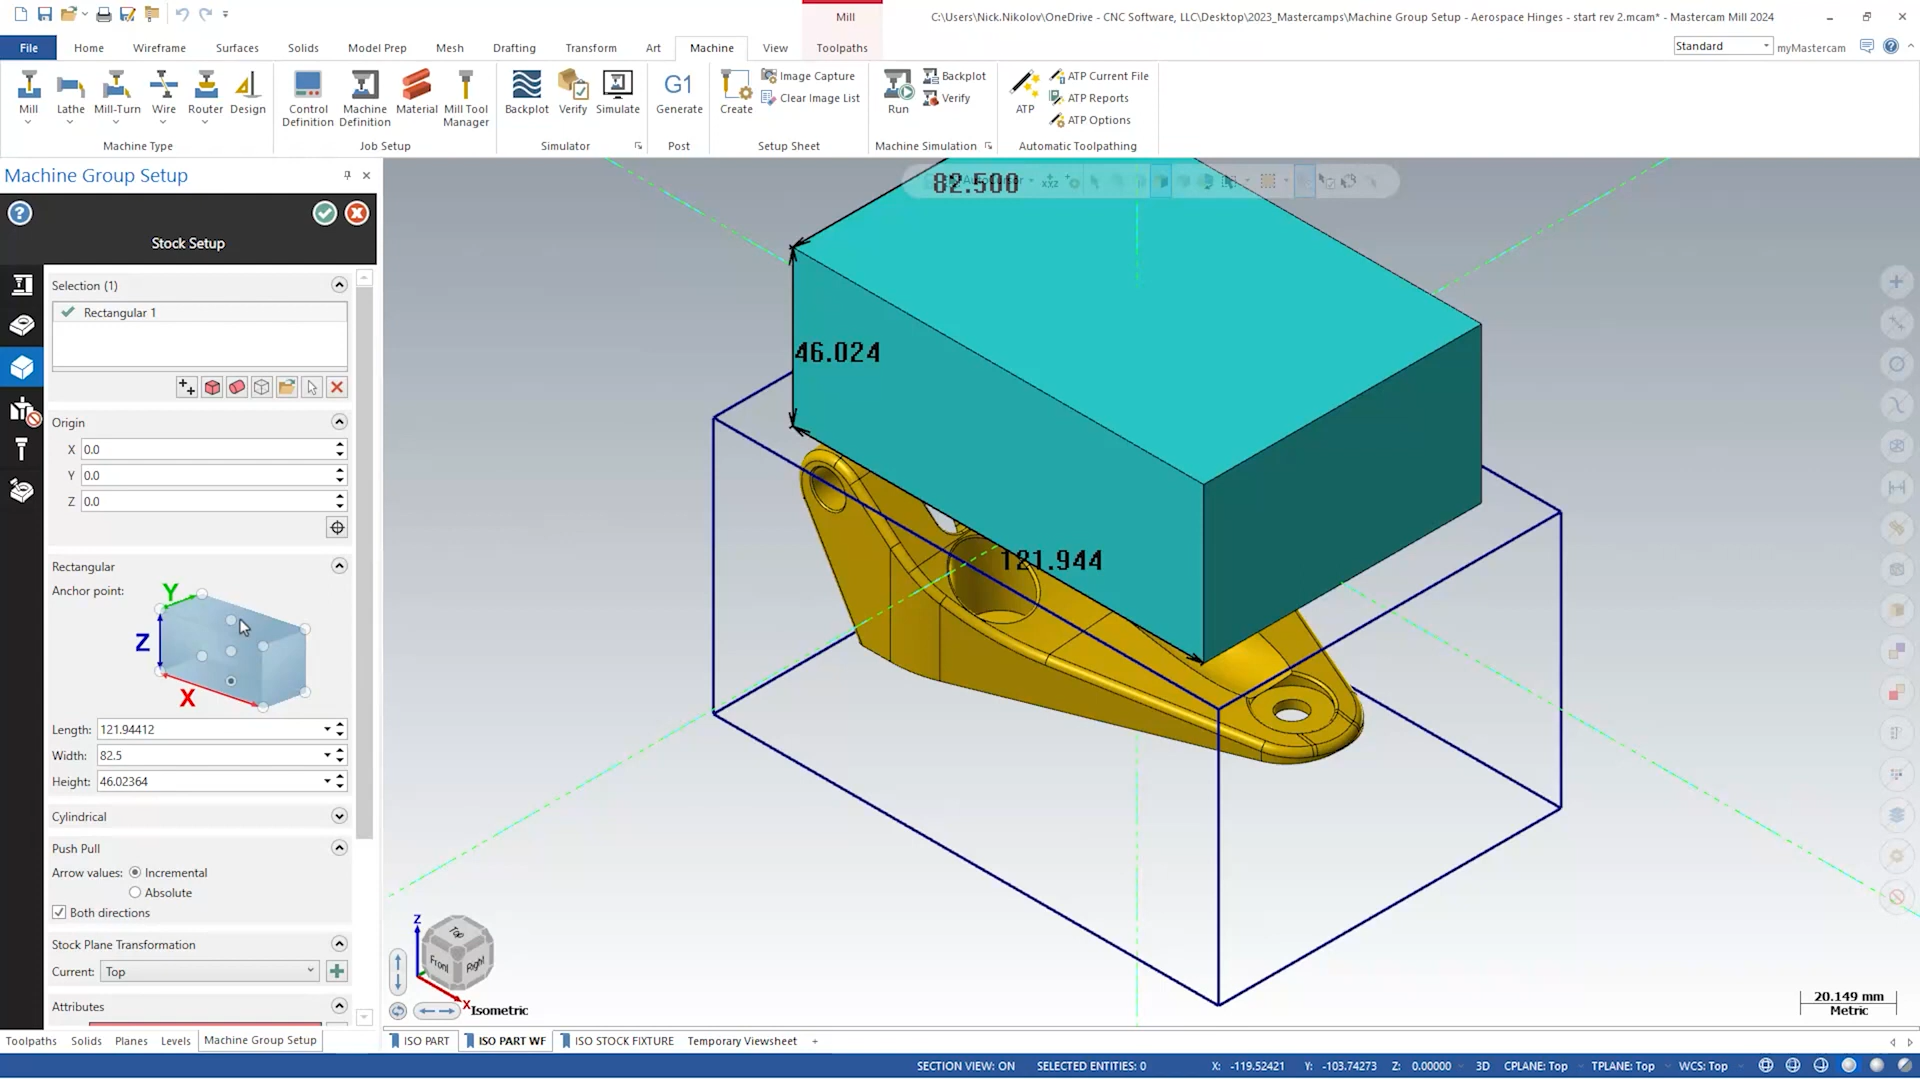 Mill
C:\Users\Nick.Nikolov\OneDrive - CNC Software, LLC\Desktop\2023_Mastercamps\Machine Group Setup - Aerospace Hinges - start rev 2.mcam* - Mastercam Mill 2024
File Home Wireframe Surfaces Solids Model Prep Mesh Drafting Transform Art Machine View Toolpaths
Standard myMastercam
Mill Lathe Mill-Turn Wire Router Design
Machine Type
Control Definition Machine Definition Material Mill Tool Manager
Job Setup
Backplot Verify Simulate
Simulator
G1
Generate
Post
Create Image Capture
Clear Image List
Setup Sheet
Run Backplot
Verify
Machine Simulation
ATP ATP Current File
ATP Reports
ATP Options
Automatic Toolpathing
Machine Group Setup
Stock Setup
Selection (1)
Rectangular 1
Origin
X 0.0
Y 0.0
Z 0.0
Rectangular
Anchor point:
Y
Z
X
Length: 121.94412
Width: 82.5
Height: 46.02364
Cylindrical
Push Pull
Arrow values: Incremental
Absolute
Both directions
Stock Plane Transformation
Current: Top
Attributes
Toolpaths Solids Planes Levels Machine Group Setup
82.500
46.024
121.944
Z
Top
Front Right
X
Isometric
20.149 mm
Metric
ISO PART ISO PART WF ISO STOCK FIXTURE Temporary Viewsheet +
SECTION VIEW: ON SELECTED ENTITIES: 0 X: -119.52421 Y: -103.74273 Z: 0.00000 3D CPLANE: Top TPLANE: Top WCS: Top